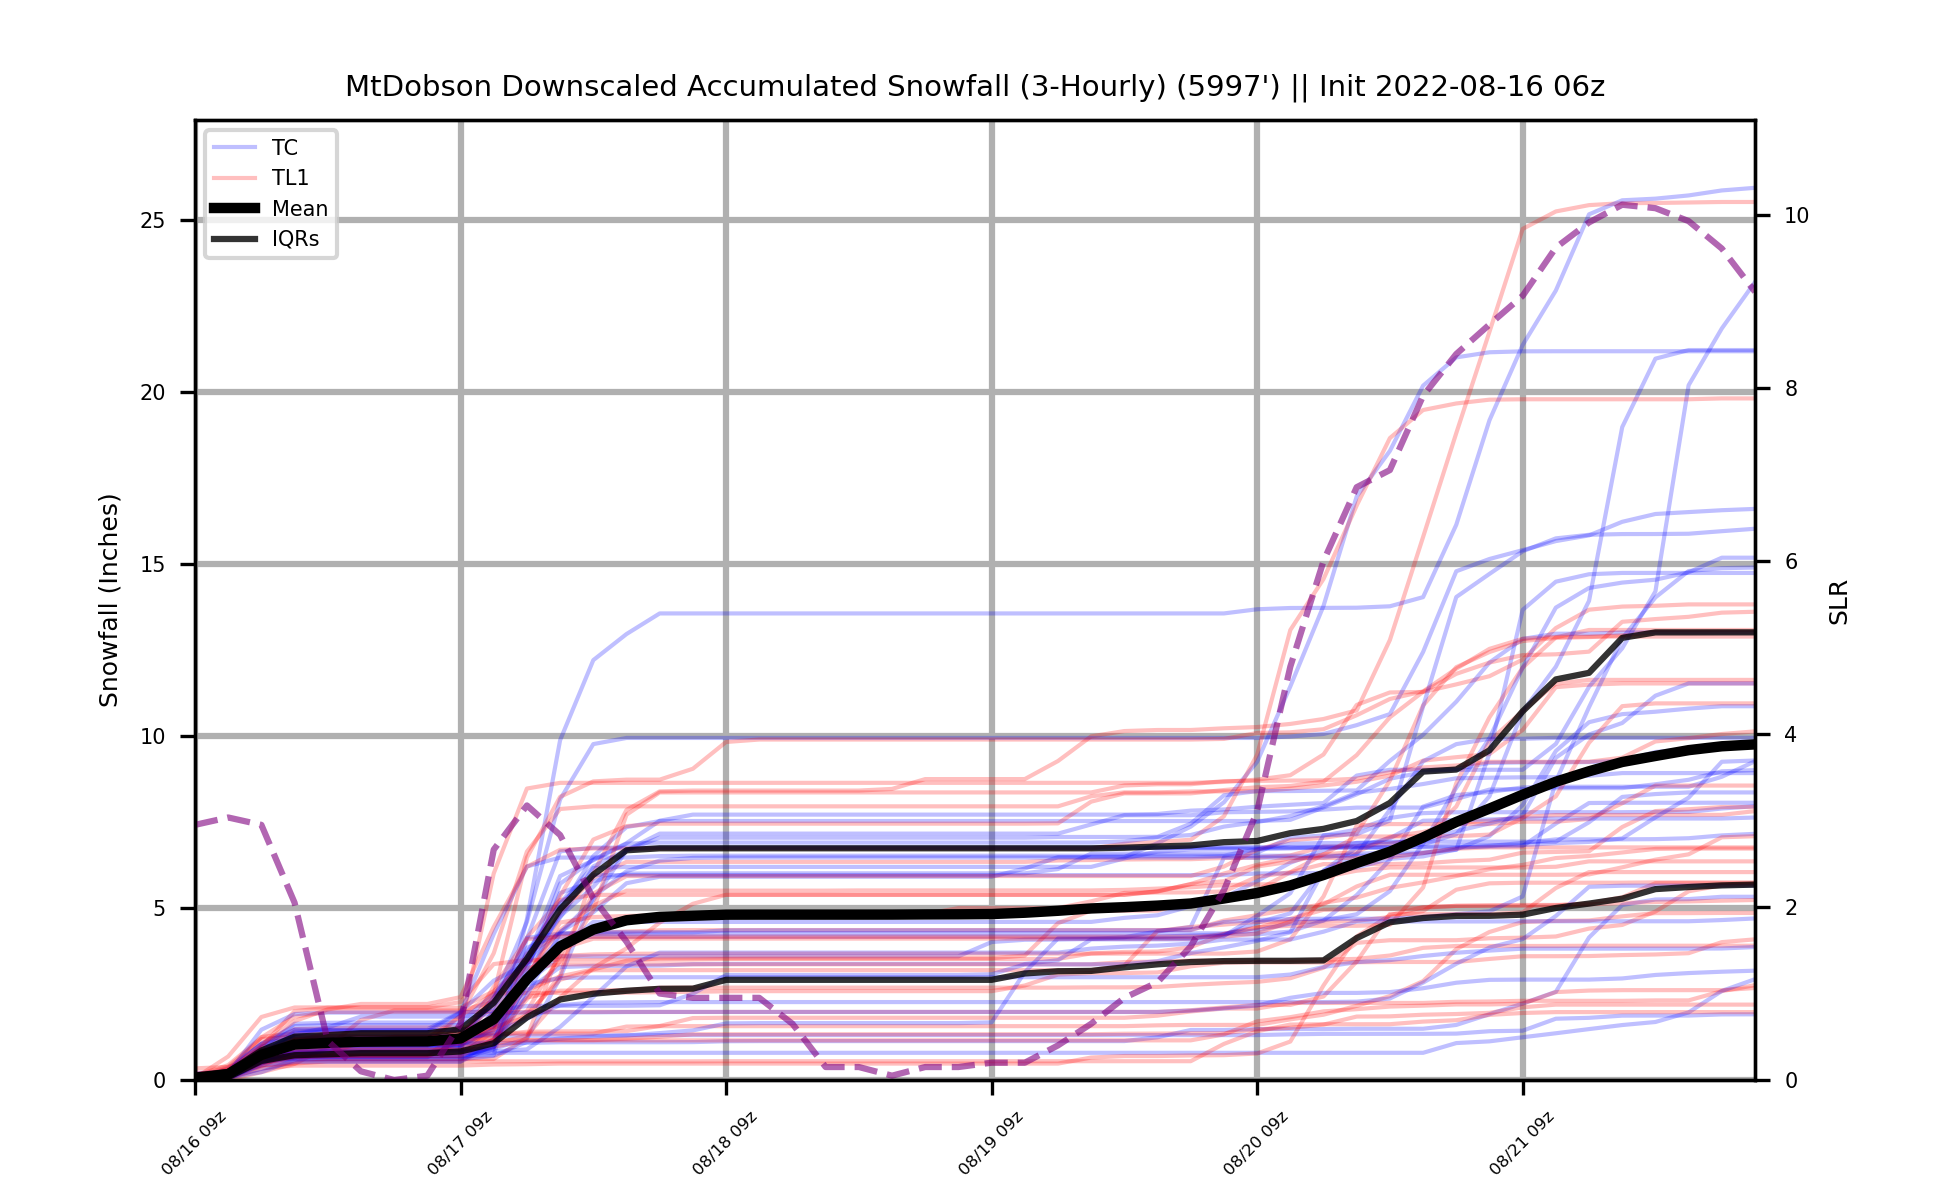 MtDobson Downscaled Accumulated Snowfall (3-Hourly) (5997') || Init 2022-08-16 06z
TC
TL1
Mean
IQRs
Snowfall (Inches)
25
20
15
10
5
0
SLR
10
8
6
4
2
0
08/16 09z
08/17 09z
08/18 09z
08/19 09z
08/20 09z
08/21 09z